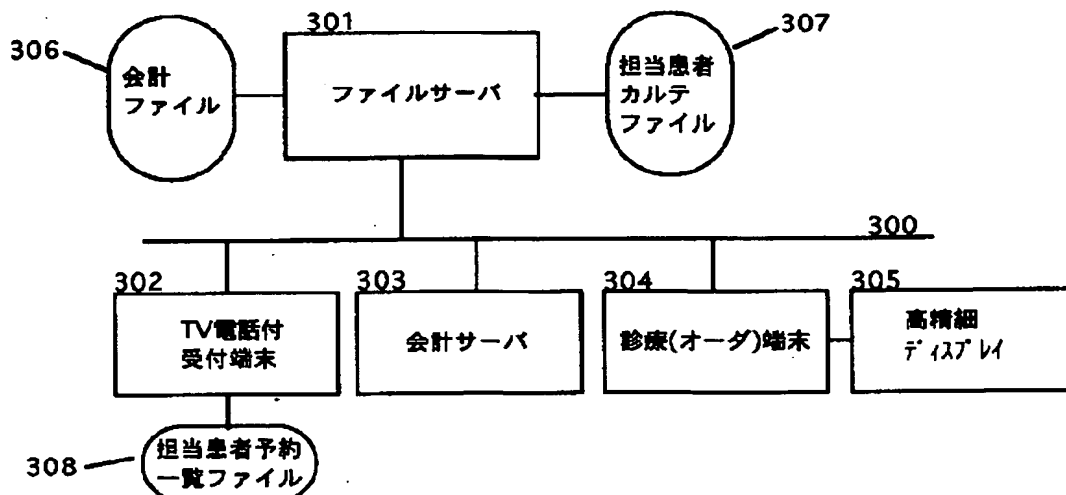 301
306
会計
ファイル
ファイルサーバ
307
担当患者
カルテ
ファイル
300
302
TV電話付
受付端末
303
会計サーバ
304
診療(オーダ)端末
305
高精細
ディスプレイ
308
担当患者予約
一覧ファイル